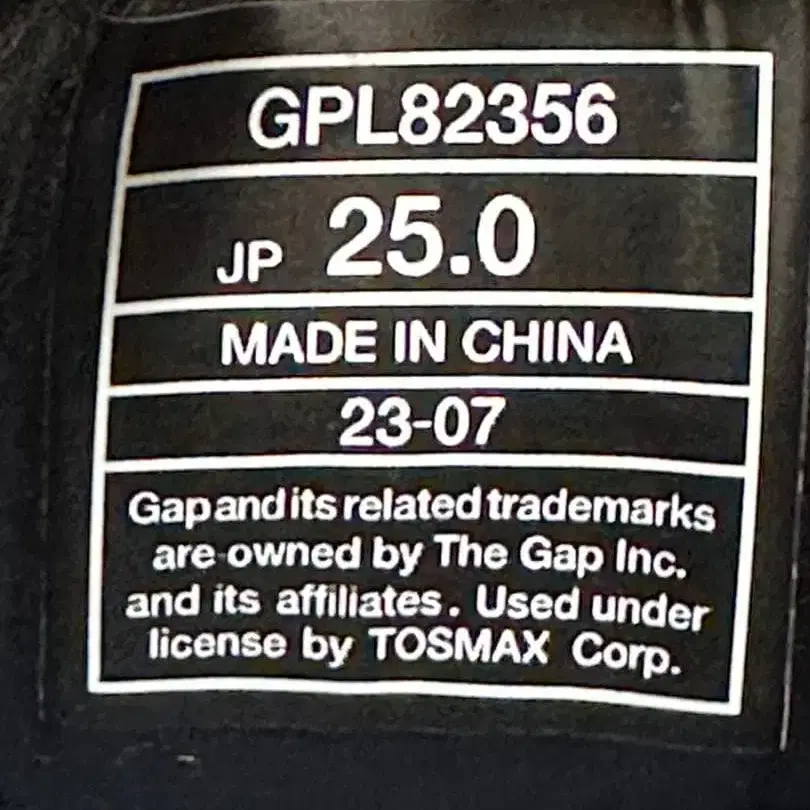 GPL82356
JP 25.0
MADE IN CHINA
23-07
Gap and its related trademarks
are owned by The Gap Inc.
and its affiliates. Used under
license by TOSMAX Corp.